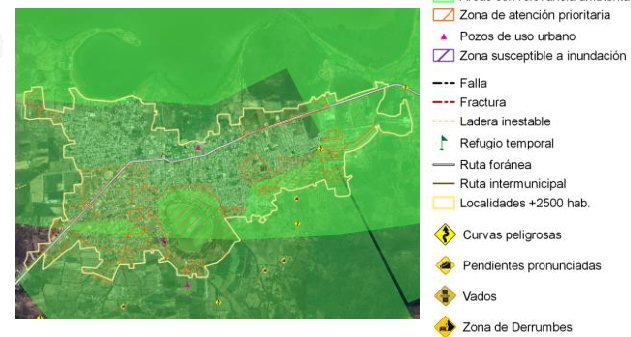 Zona de atención prioritaria
Pozos de uso urbano
Zona susceptible a inundación
Falla
Fractura
Ladera inestable
Refugio temporal
Ruta foránea
Ruta intermunicipal
Localidades +2500 hab.
Curvas peligrosas
Pendientes pronunciadas
Vados
Zona de Derrumbes